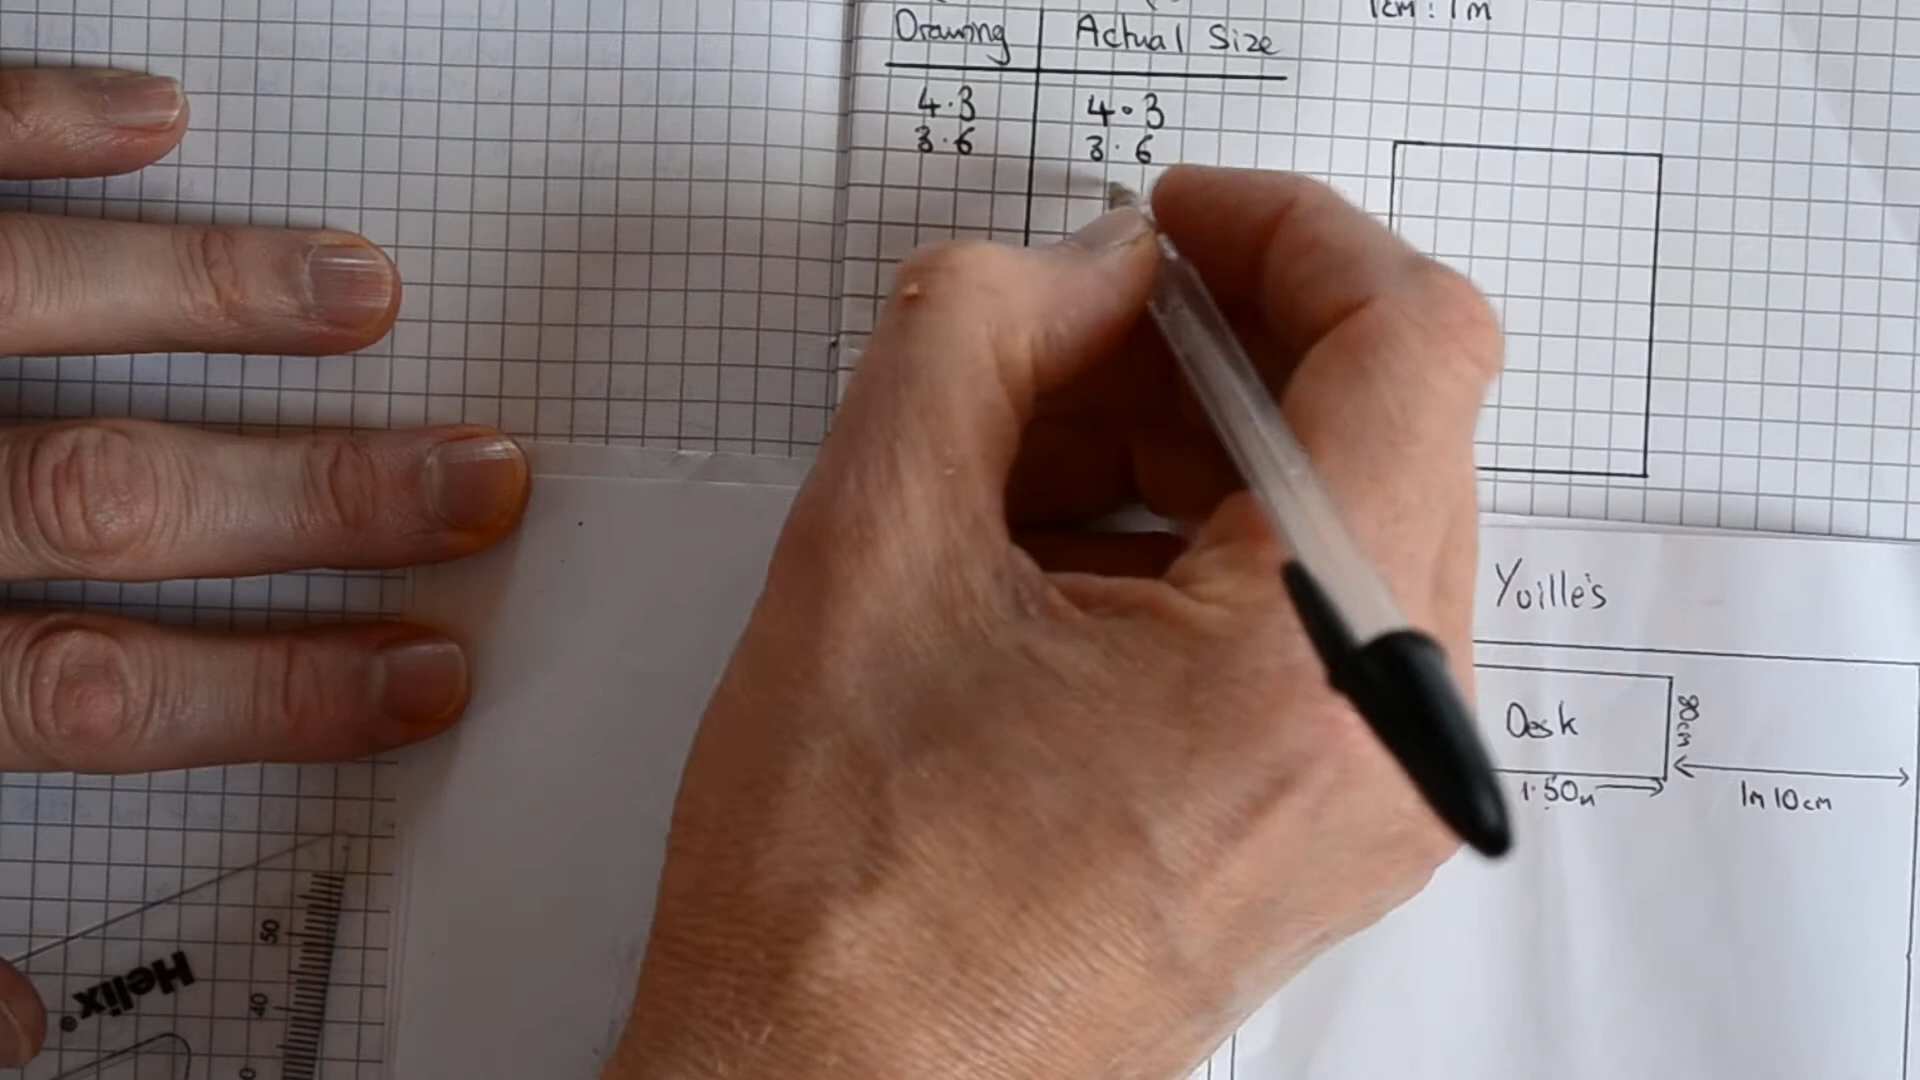 1cm : 1m
Drawing Actual Size
4.3 4.3
3.6 3.6
Yuille's
Desk
80cm
1.50m
1m 10cm
50
40
Helix®